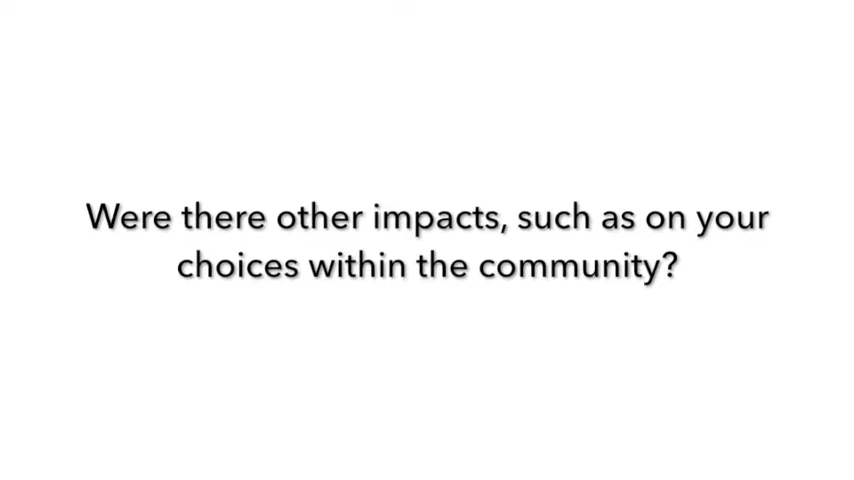 Were there other impacts, such as on your
choices within the community?